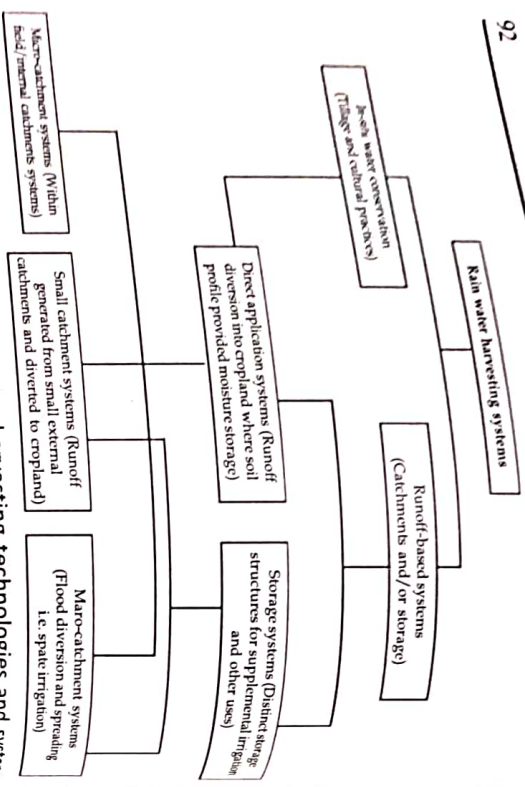 92
Rain water harvesting systems
In-situ water conservation
(Tillage and cultural practices)
Runoff-based systems
(Catchments and/or storage)
Direct application systems (Runoff
diversion into cropland where soil
profile provided moisture storage)
Storage systems (Distinct storage
structures for supplemental irrigation
and other uses)
Micro-catchment systems (Within
field/internal catchments systems)
Small catchment systems (Runoff
generated from small external
catchments and diverted to cropland)
Maro-catchment systems
(Flood diversion and spreading
i.e. spate irrigation)
harvesting technologies and